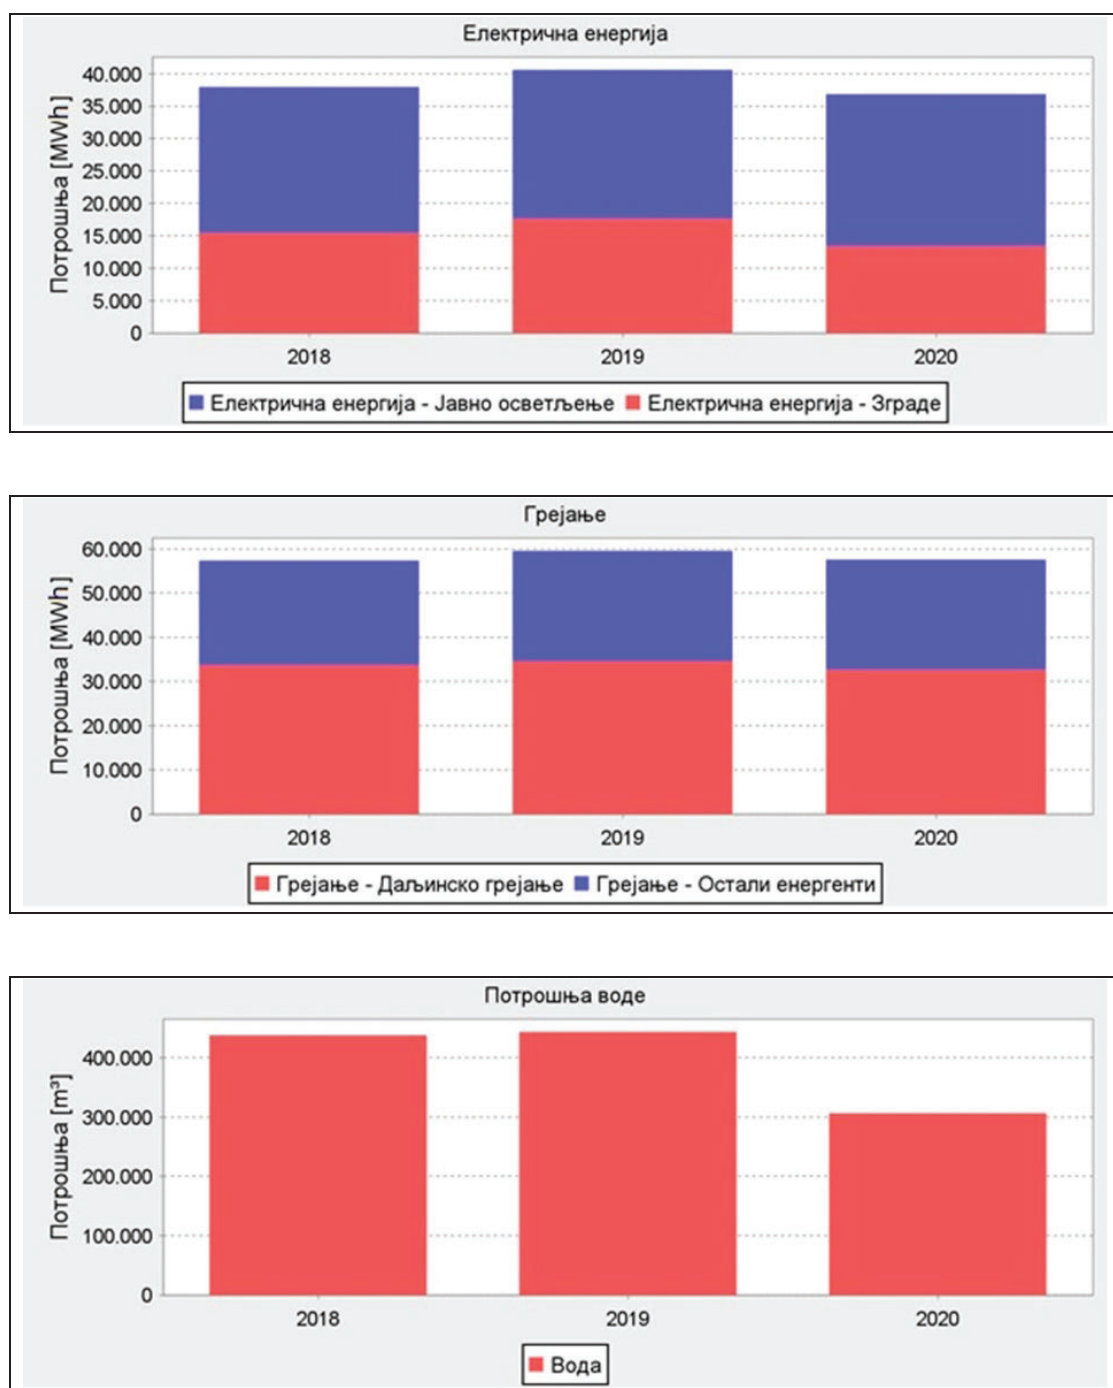 Електрична енергија
Потрошња [MWh]
40.000
35.000
30.000
25.000
20.000
15.000
10.000
5.000
0
2018 2019 2020
Електрична енергија - Јавно осветљење Електрична енергија - Зграде
Грејање
Потрошња [MWh]
60.000
50.000
40.000
30.000
20.000
10.000
0
2018 2019 2020
Грејање - Даљинско грејање Грејање - Остали енергенти
Потрошња воде
Потрошња [m³]
400.000
300.000
200.000
100.000
0
2018 2019 2020
Вода